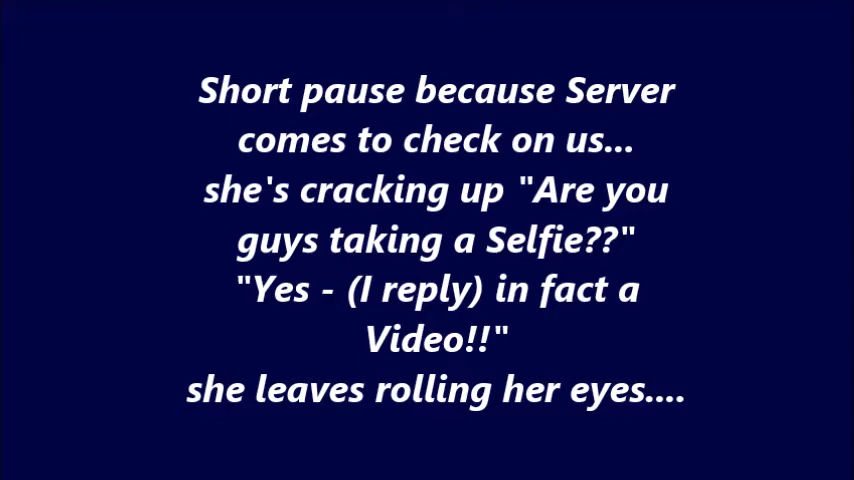 Short pause because Server
comes to check on us...
she's cracking up "Are you
guys taking a Selfie??"
"Yes - (I reply) in fact a
Video!!"
she leaves rolling her eyes....